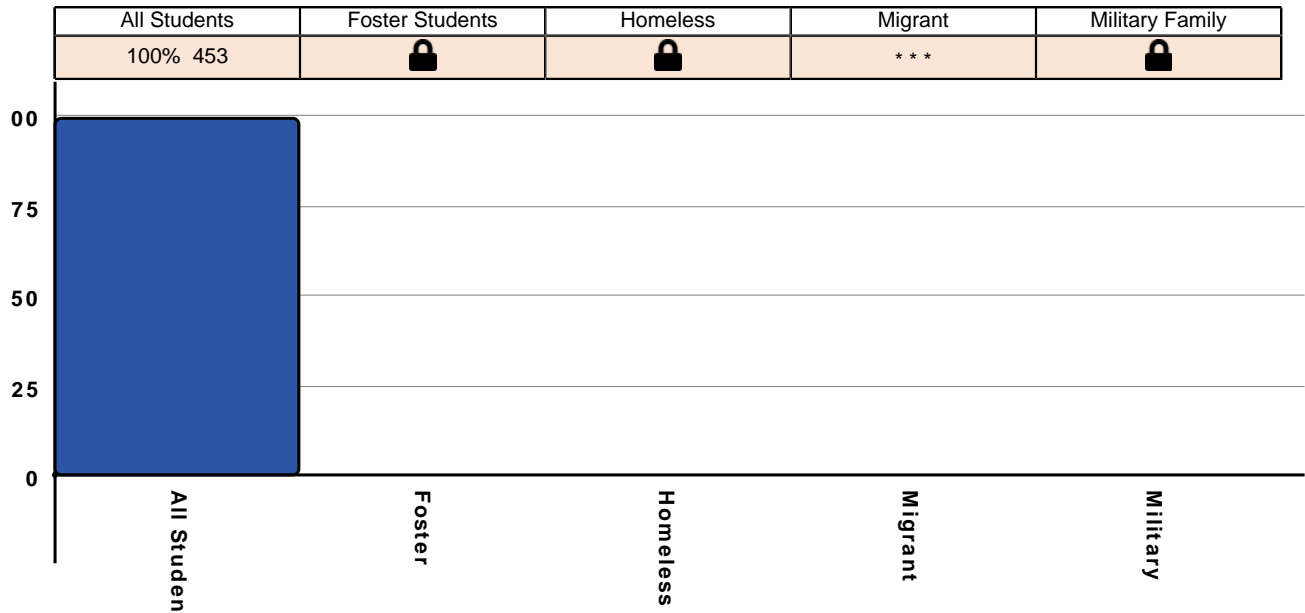 All Students Foster Students Homeless Migrant Military Family
100% 453 * * *
00
75
50
25
0
All Studen
Foster
Homeless
Migrant
Military